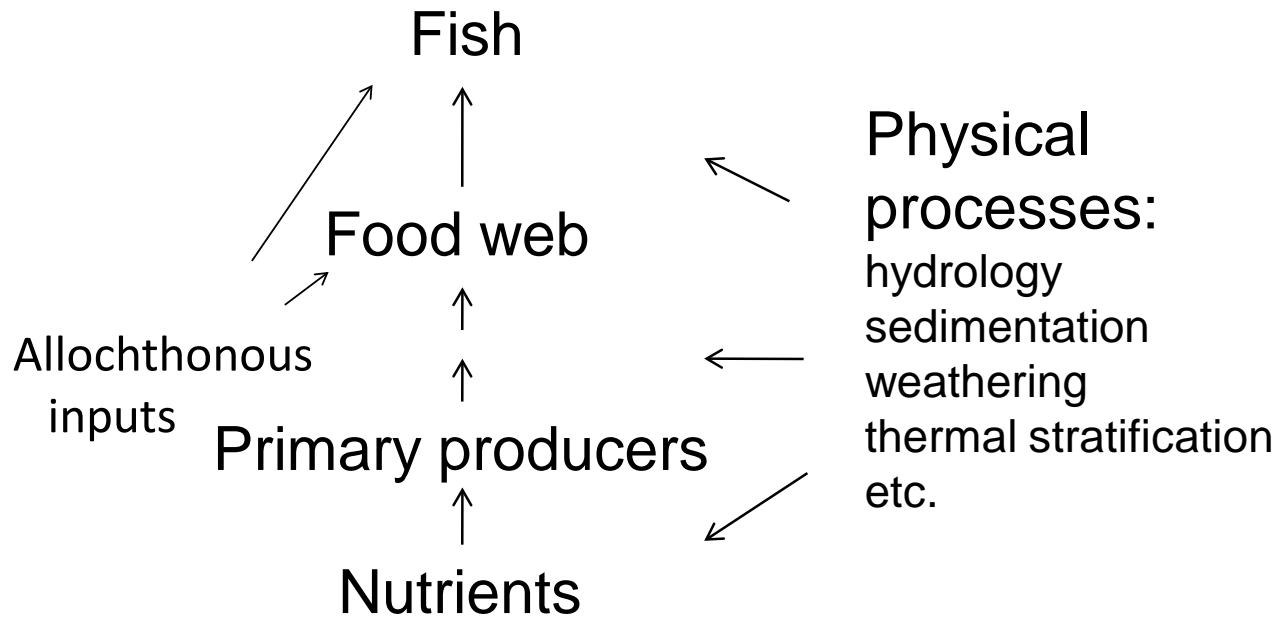 Fish
Food web
Allochthonous
inputs
Primary producers
Nutrients
Physical
processes:
hydrology
sedimentation
weathering
thermal stratification
etc.